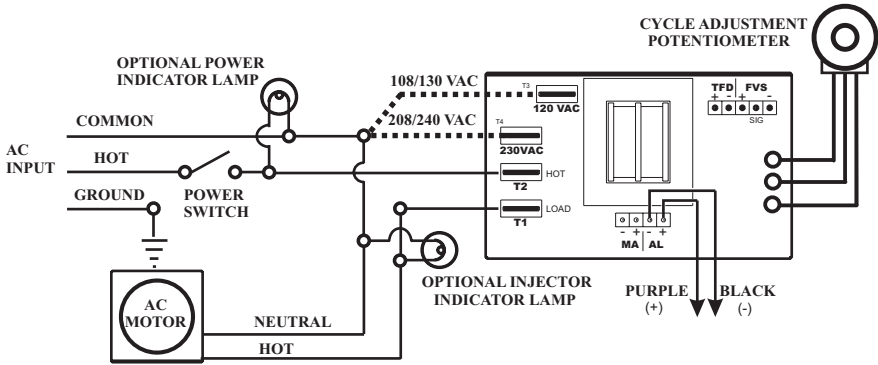 CYCLE ADJUSTMENT
POTENTIOMETER
OPTIONAL POWER
INDICATOR LAMP
108/130 VAC
T3
120 VAC
TFD FVS
+ - + -
SIG
COMMON
208/240 VAC
T4
230VAC
AC
INPUT
HOT
POWER
SWITCH
T2
HOT
GROUND
T1
LOAD
- + - +
MA AL
OPTIONAL INJECTOR
INDICATOR LAMP
PURPLE
(+)
BLACK
(-)
AC
MOTOR
NEUTRAL
HOT